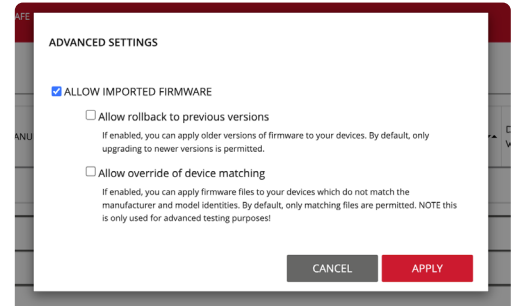 AFE
ADVANCED SETTINGS
ALLOW IMPORTED FIRMWARE
Allow rollback to previous versions
If enabled, you can apply older versions of firmware to your devices. By default, only
upgrading to newer versions is permitted.
ANU
Allow override of device matching
If enabled, you can apply firmware files to your devices which do not match the
manufacturer and model identities. By default, only matching files are permitted. NOTE this
is only used for advanced testing purposes!
CANCEL
APPLY